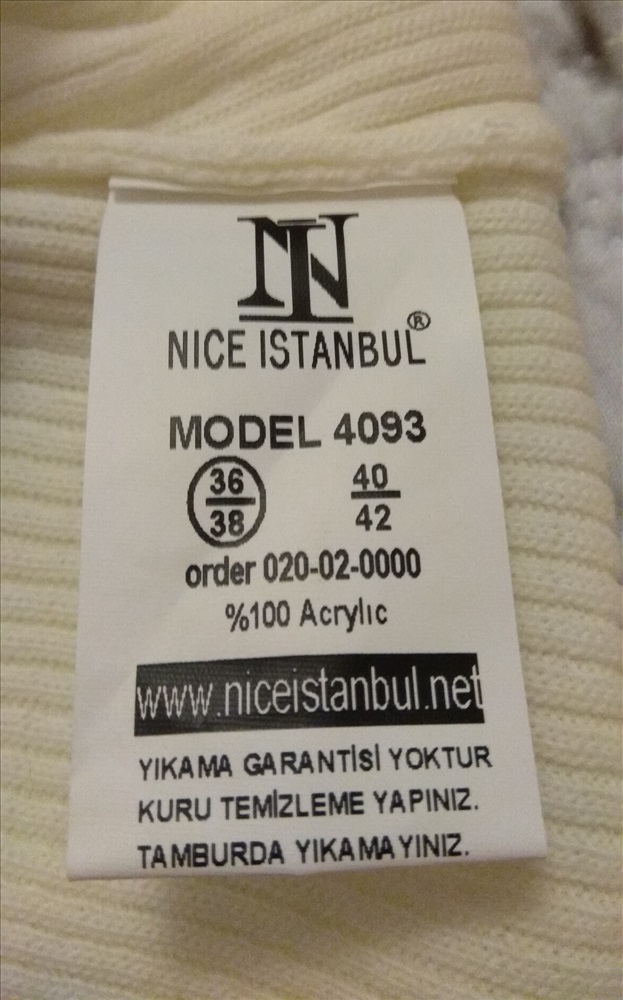 NICE ISTANBUL®
MODEL 4093
36 40
38 42
order 020-02-0000
%100 Acrylıc
www.niceistanbul.net
YIKAMA GARANTİSİ YOKTUR
KURU TEMİZLEME YAPINIZ.
TAMBURDA YIKAMAYINIZ.